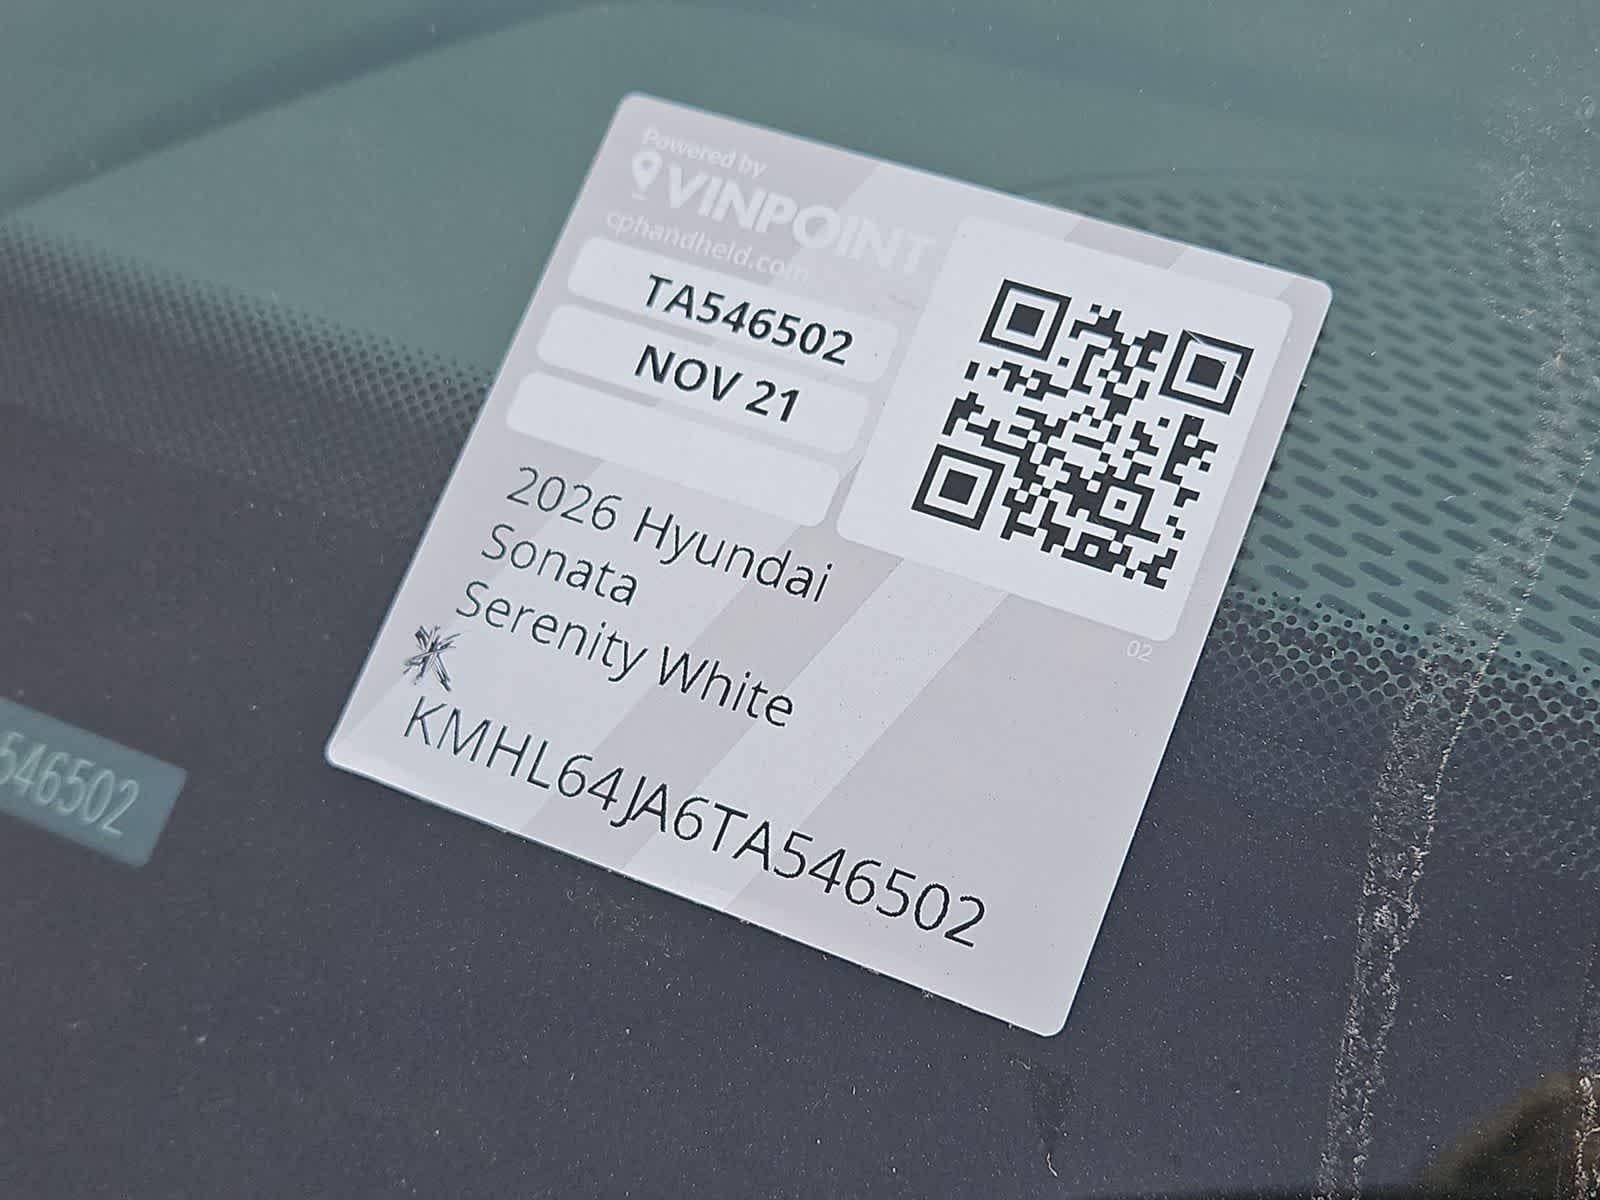 Powered by
VINPOINT
cphandheld.com
TA546502
NOV 21
2026 Hyundai
Sonata
Serenity White
KMHL64JA6TA546502
02
546502